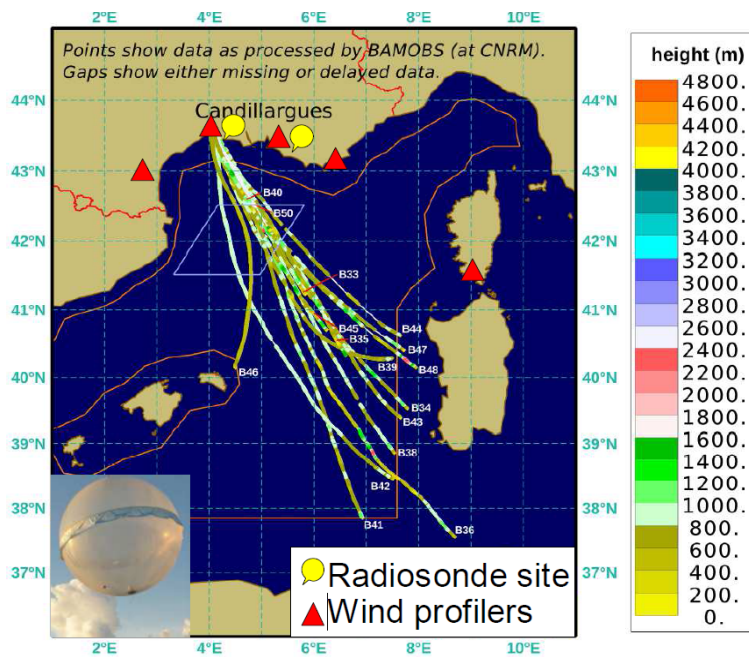 Points show data as processed by BAMOBS (at CNRM).
Gaps show either missing or delayed data.
Candillargues
44°N
43°N
42°N
41°N
40°N
39°N
38°N
37°N
B40
B50
B33
B45
B35
B44
B47
B39
B48
B46
B34
B43
B38
B42
B41
B36
Radiosonde site
Wind profilers
2°E
4°E
6°E
8°E
10°E
height (m)
4800.
4600.
4400.
4200.
4000.
3800.
3600.
3400.
3200.
3000.
2800.
2600.
2400.
2200.
2000.
1800.
1600.
1400.
1200.
1000.
800.
600.
400.
200.
0.